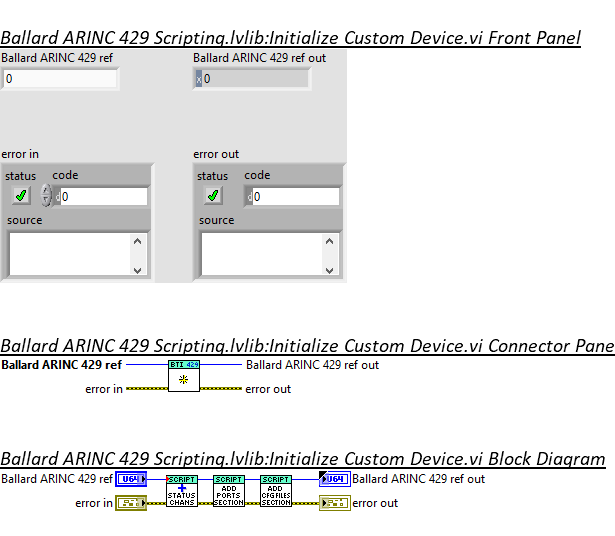 Ballard ARINC 429 Scripting.lvlib:Initialize Custom Device.vi Front Panel
Ballard ARINC 429 ref Ballard ARINC 429 ref out
0 x 0
error in error out
status code status code
d 0 d 0
source source
Ballard ARINC 429 Scripting.lvlib:Initialize Custom Device.vi Connector Pane
Ballard ARINC 429 ref BTI 429 Ballard ARINC 429 ref out
error in error out
Ballard ARINC 429 Scripting.lvlib:Initialize Custom Device.vi Block Diagram
Ballard ARINC 429 ref U64 SCRIPT SCRIPT SCRIPT U64 Ballard ARINC 429 ref out
+ ADD ADD
error in STATUS PORTS CFG FILES error out
CHANS SECTION SECTION